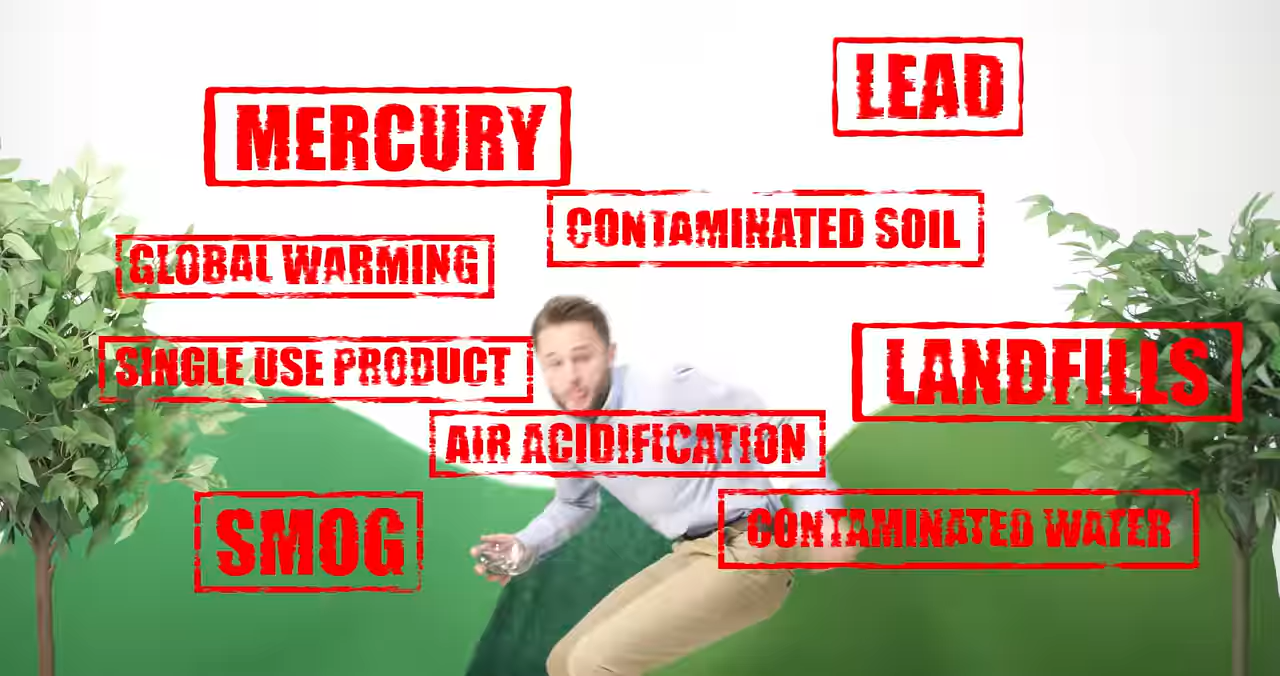 LEAD
MERCURY
CONTAMINATED SOIL
GLOBAL WARMING
SINGLE USE PRODUCT
LANDFILLS
AIR ACIDIFICATION
SMOG
CONTAMINATED WATER